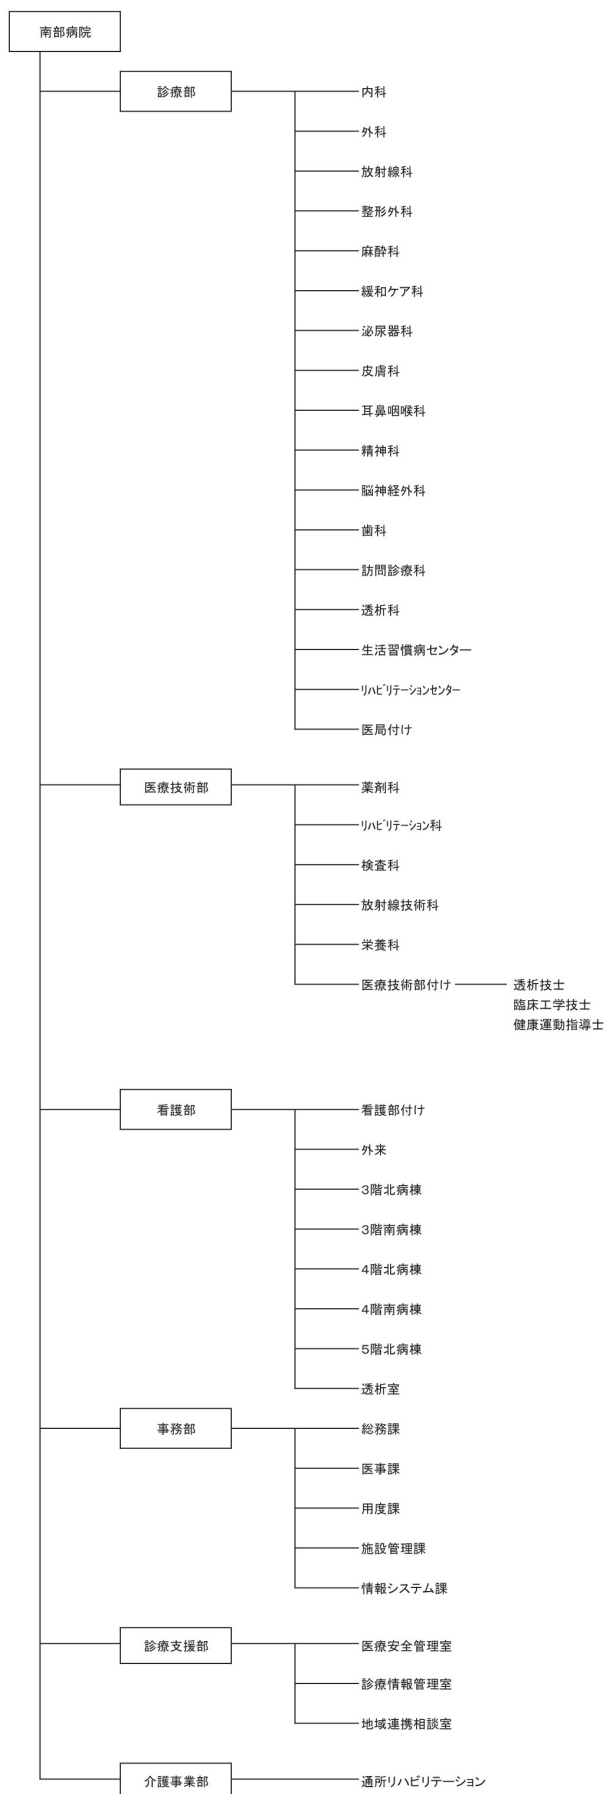 南部病院
診療部
内科
外科
放射線科
整形外科
麻酔科
緩和ケア科
泌尿器科
皮膚科
耳鼻咽喉科
精神科
脳神経外科
歯科
訪問診療科
透析科
生活習慣病センター
ﾘﾊﾋﾞﾘﾃｰｼｮﾝｾﾝﾀｰ
医局付け
医療技術部
薬剤科
ﾘﾊﾋﾞﾘﾃｰｼｮﾝ科
検査科
放射線技術科
栄養科
医療技術部付け
透析技士
臨床工学技士
健康運動指導士
看護部
看護部付け
外来
3階北病棟
3階南病棟
4階北病棟
4階南病棟
5階北病棟
透析室
事務部
総務課
医事課
用度課
施設管理課
情報システム課
診療支援部
医療安全管理室
診療情報管理室
地域連携相談室
介護事業部
通所リハビリテーション